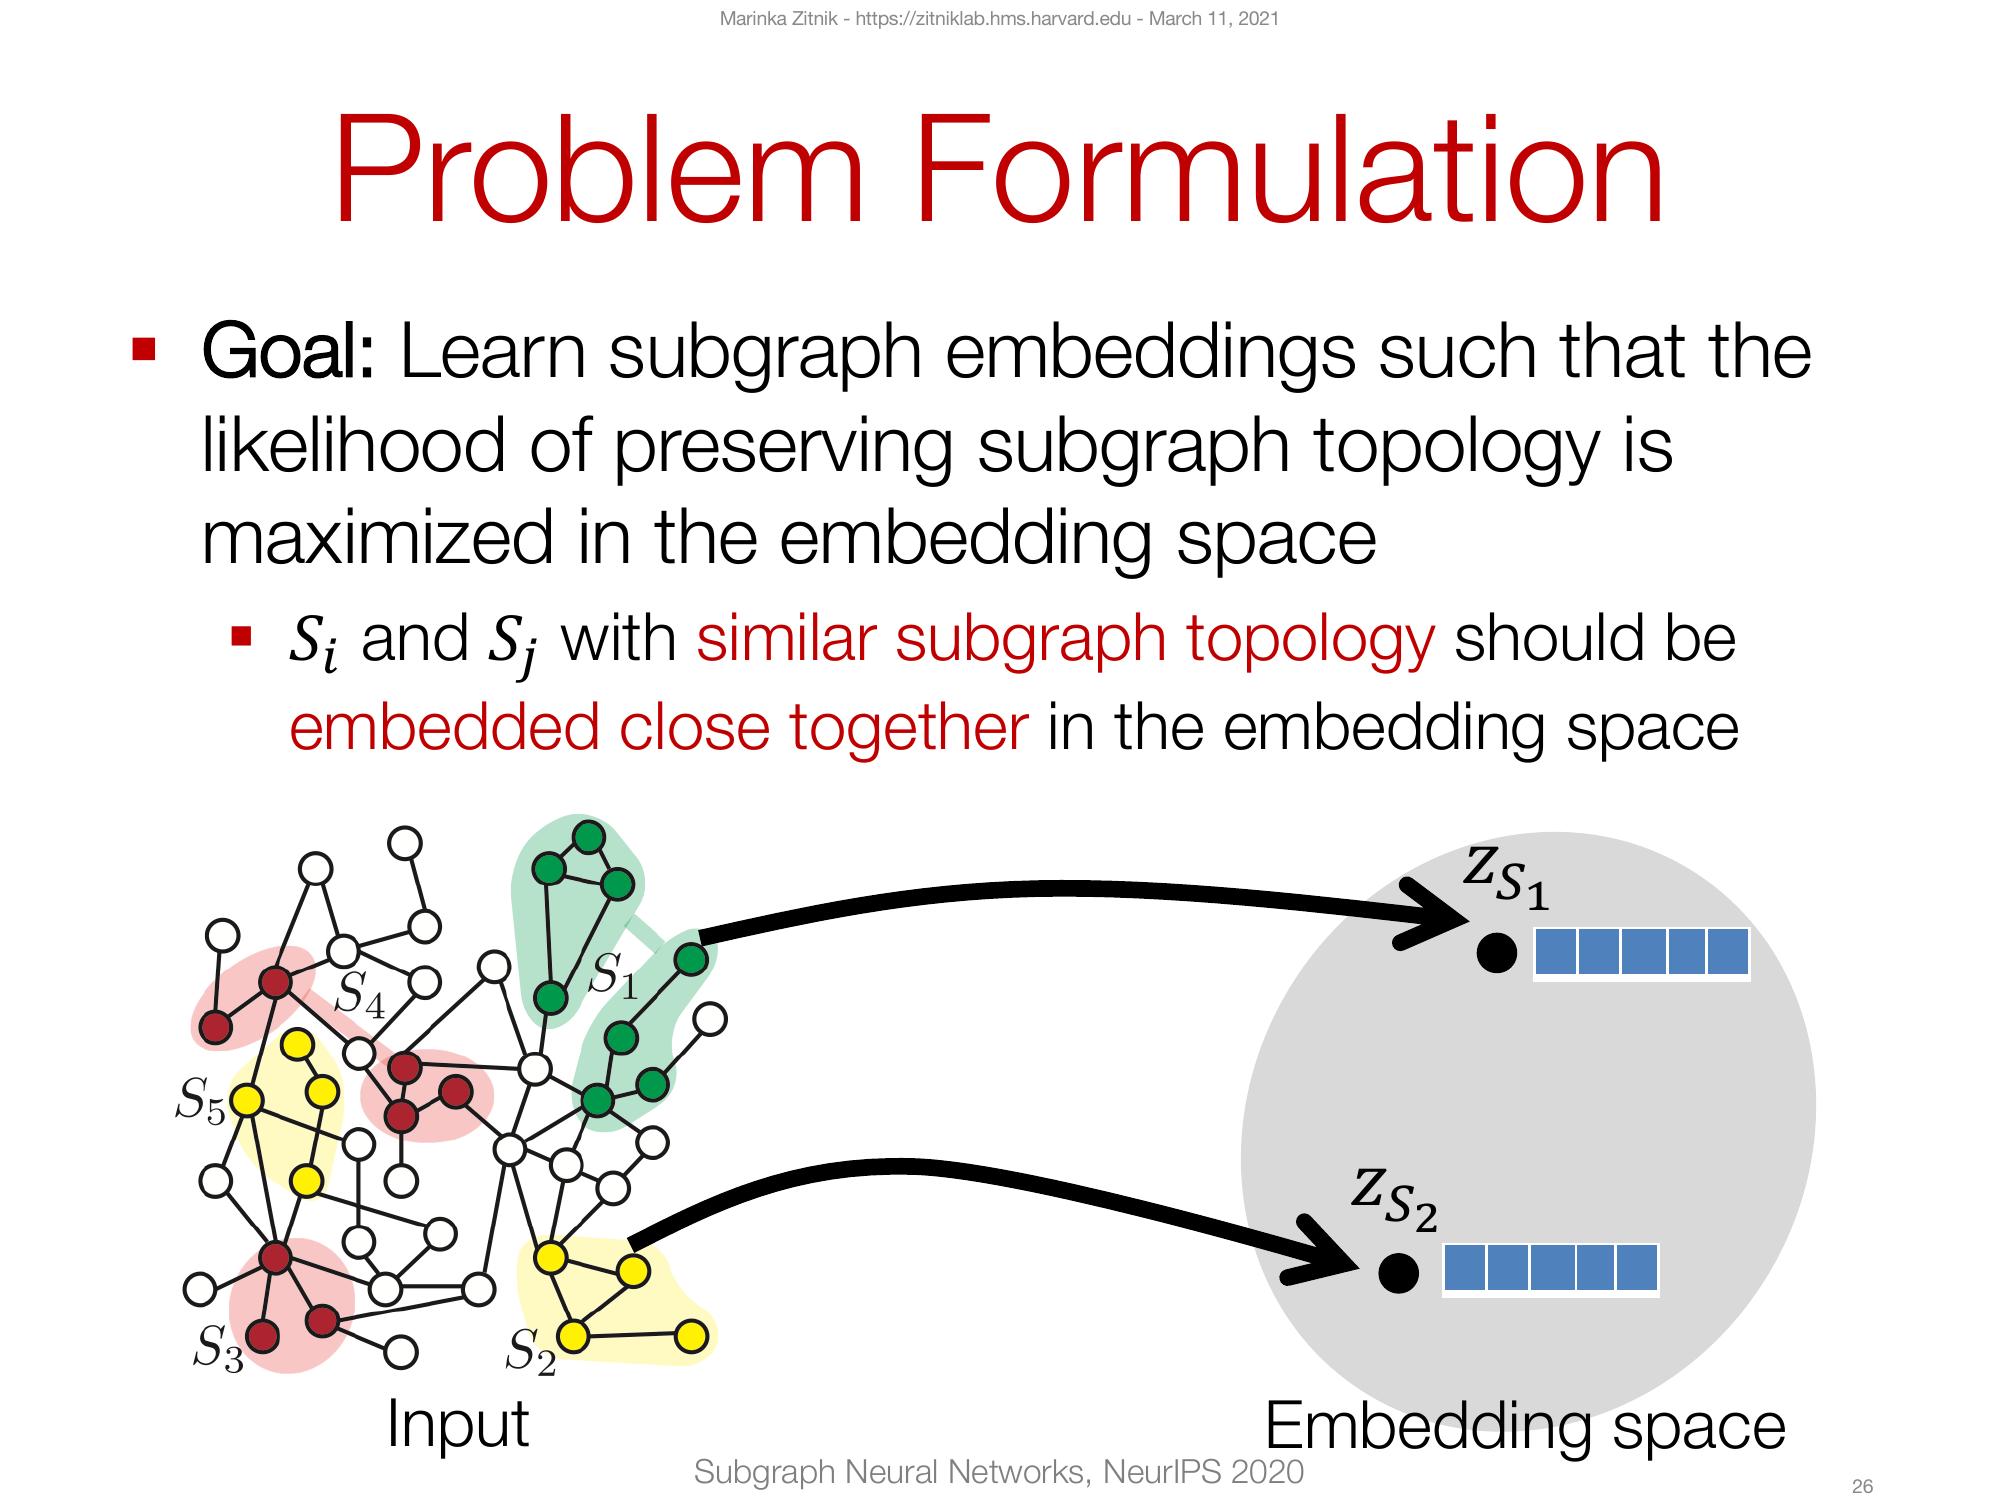 Marinka Zitnik - https://zitniklab.hms.harvard.edu - March 11, 2021
Problem Formulation
▪ Goal: Learn subgraph embeddings such that the
likelihood of preserving subgraph topology is
maximized in the embedding space
▪ Sᵢ and Sⱼ with similar subgraph topology should be
embedded close together in the embedding space
z_{S_1}
S_1
S_4
S_5
z_{S_2}
S_3
S_2
Input
Embedding space
Subgraph Neural Networks, NeurIPS 2020
26